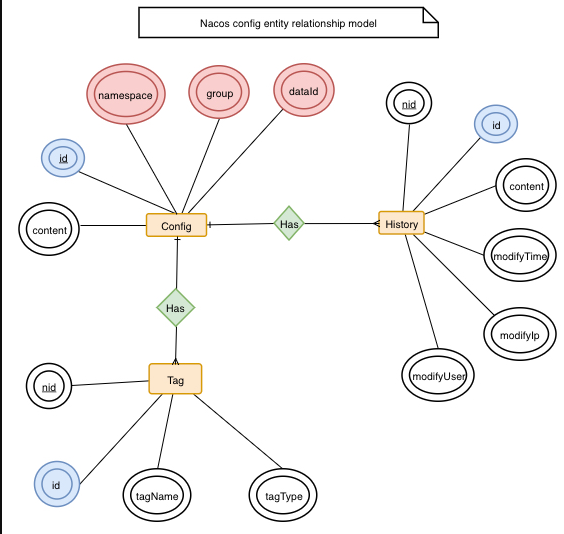 Nacos config entity relationship model
namespace
group
dataId
nid
id
id
content
content
Config
Has
History
modifyTime
Has
modifyIp
modifyUser
nid
Tag
id
tagName
tagType